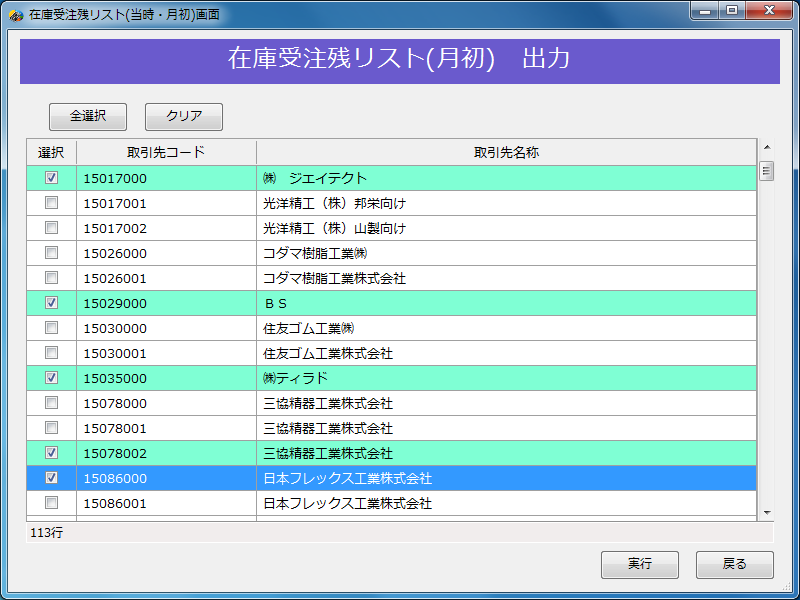 在庫受注残リスト(当時・月初)画面
在庫受注残リスト(月初)　出力
全選択 クリア
選択 取引先コード 取引先名称
15017000 ㈱　ジエイテクト
15017001 光洋精工（株）邦栄向け
15017002 光洋精工（株）山製向け
15026000 コダマ樹脂工業㈱
15026001 コダマ樹脂工業株式会社
15029000 ＢＳ
15030000 住友ゴム工業㈱
15030001 住友ゴム工業株式会社
15035000 ㈱ティラド
15078000 三協精器工業株式会社
15078001 三協精器工業株式会社
15078002 三協精器工業株式会社
15086000 日本フレックス工業株式会社
15086001 日本フレックス工業株式会社
113行
実行 戻る